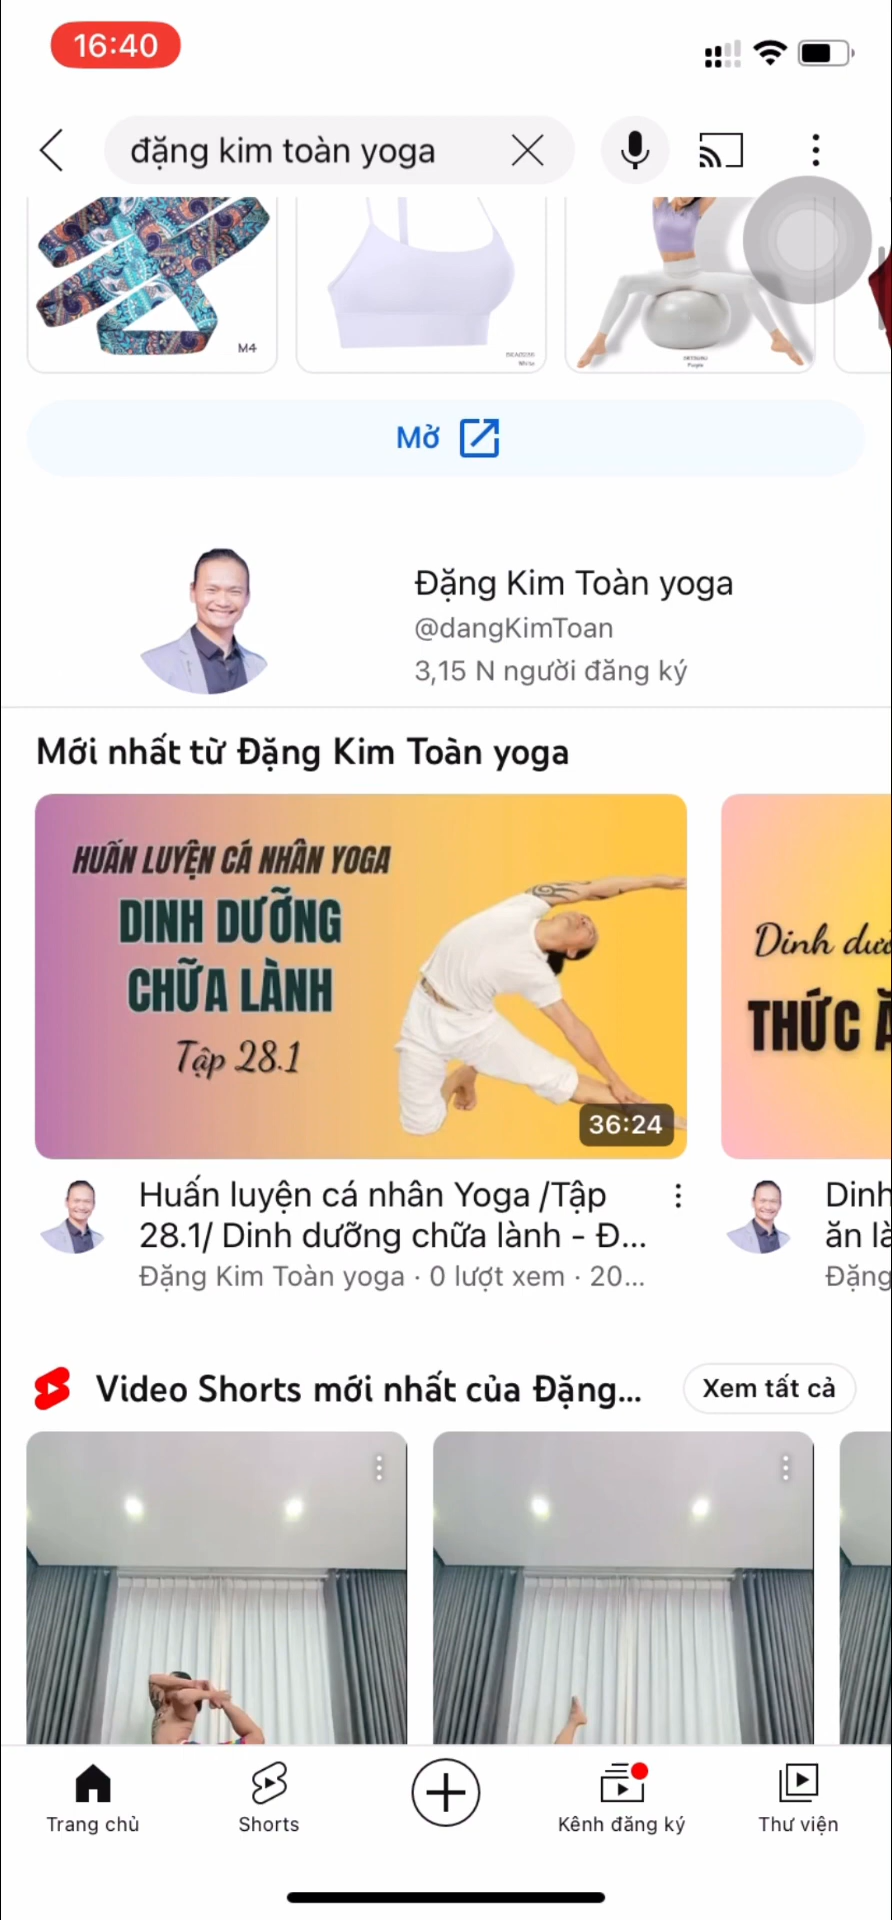 16:40
đặng kim toàn yoga
M4
White
Purple
Mở
Đặng Kim Toàn yoga
@dangKimToan
3,15 N người đăng ký
Mới nhất từ Đặng Kim Toàn yoga
HUẤN LUYỆN CÁ NHÂN YOGA
DINH DƯỠNG
CHỮA LÀNH
Tập 28.1
36:24
Dinh dưỡ
THỨC Ă
Huấn luyện cá nhân Yoga /Tập
28.1/ Dinh dưỡng chữa lành - Đ...
Đặng Kim Toàn yoga · 0 lượt xem · 20...
Dinh
ăn là
Đặng
Video Shorts mới nhất của Đặng...
Xem tất cả
Trang chủ
Shorts
Kênh đăng ký
Thư viện